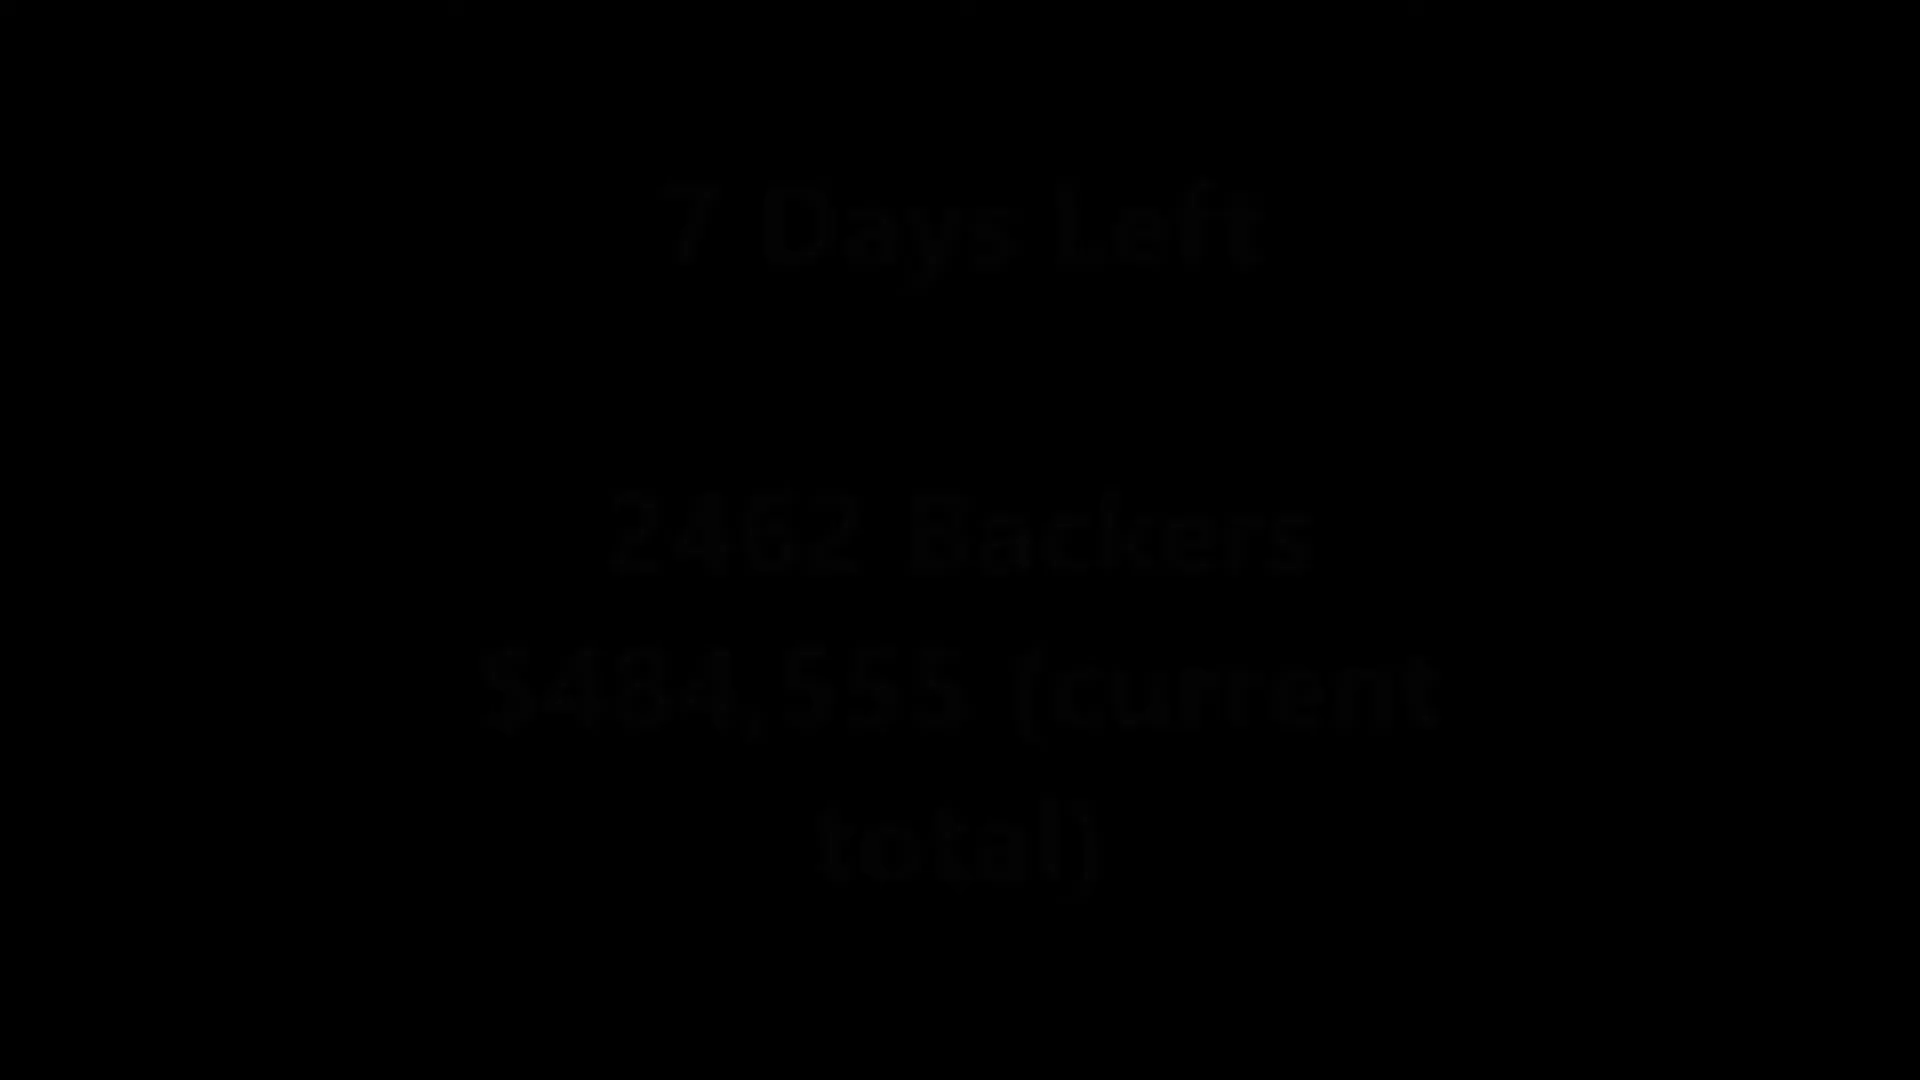 7 Days Left
2462 Backers
$484,555 (current
total)